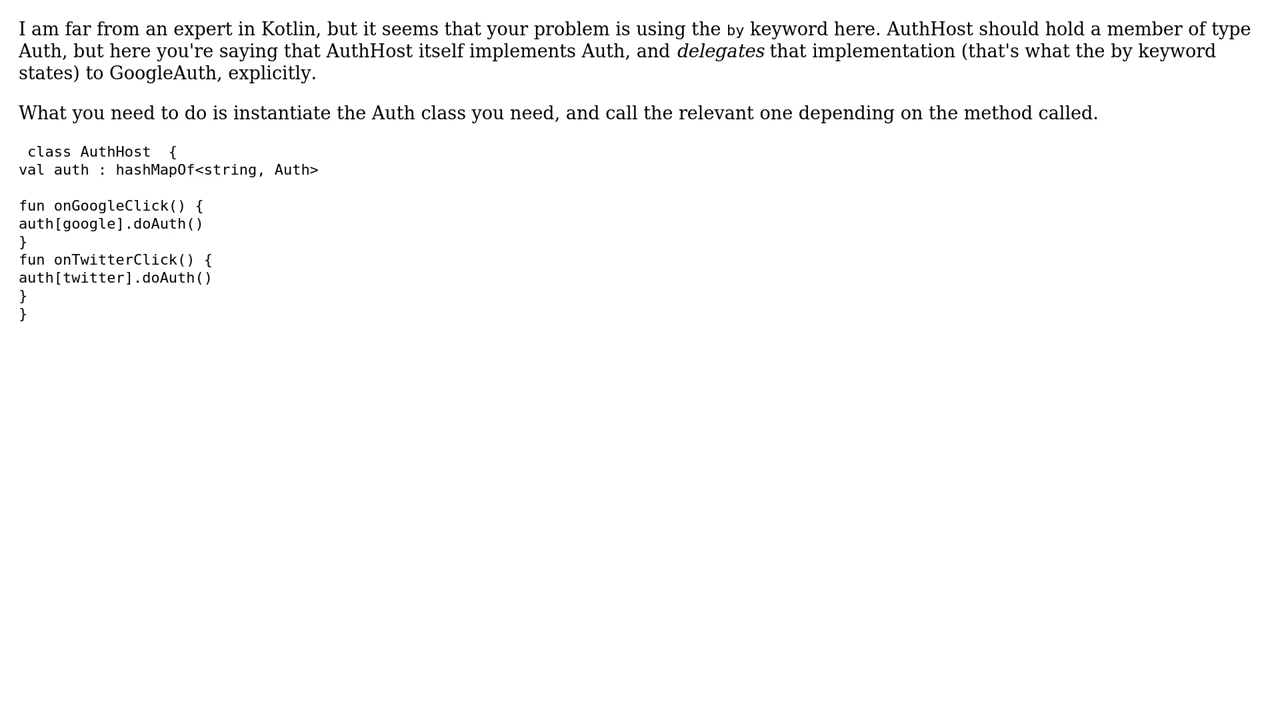 I am far from an expert in Kotlin, but it seems that your problem is using the by keyword here. AuthHost should hold a member of type
Auth, but here you're saying that AuthHost itself implements Auth, and delegates that implementation (that's what the by keyword
states) to GoogleAuth, explicitly.
What you need to do is instantiate the Auth class you need, and call the relevant one depending on the method called.
 class AuthHost  {
val auth : hashMapOf<string, Auth>

fun onGoogleClick() {
auth[google].doAuth()
}
fun onTwitterClick() {
auth[twitter].doAuth()
}
}